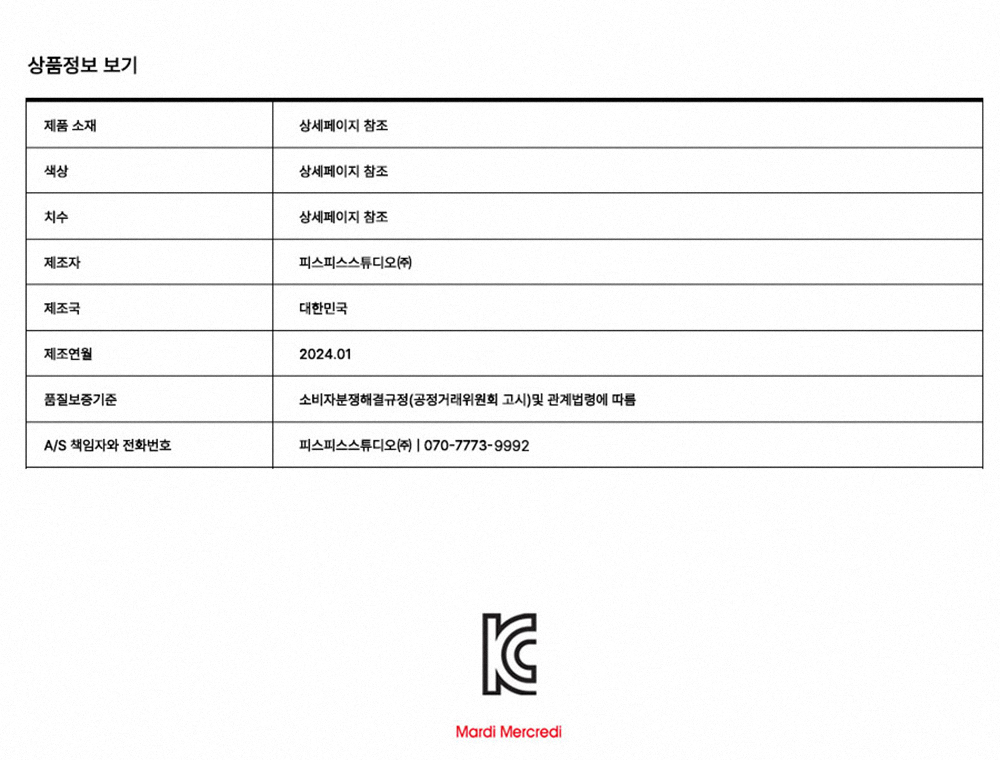 상품정보 보기
제품 소재 상세페이지 참조
색상 상세페이지 참조
치수 상세페이지 참조
제조자 피스피스스튜디오㈜
제조국 대한민국
제조연월 2024.01
품질보증기준 소비자분쟁해결규정(공정거래위원회 고시)및 관계법령에 따름
A/S 책임자와 전화번호 피스피스스튜디오㈜ | 070-7773-9992
KC
Mardi Mercredi